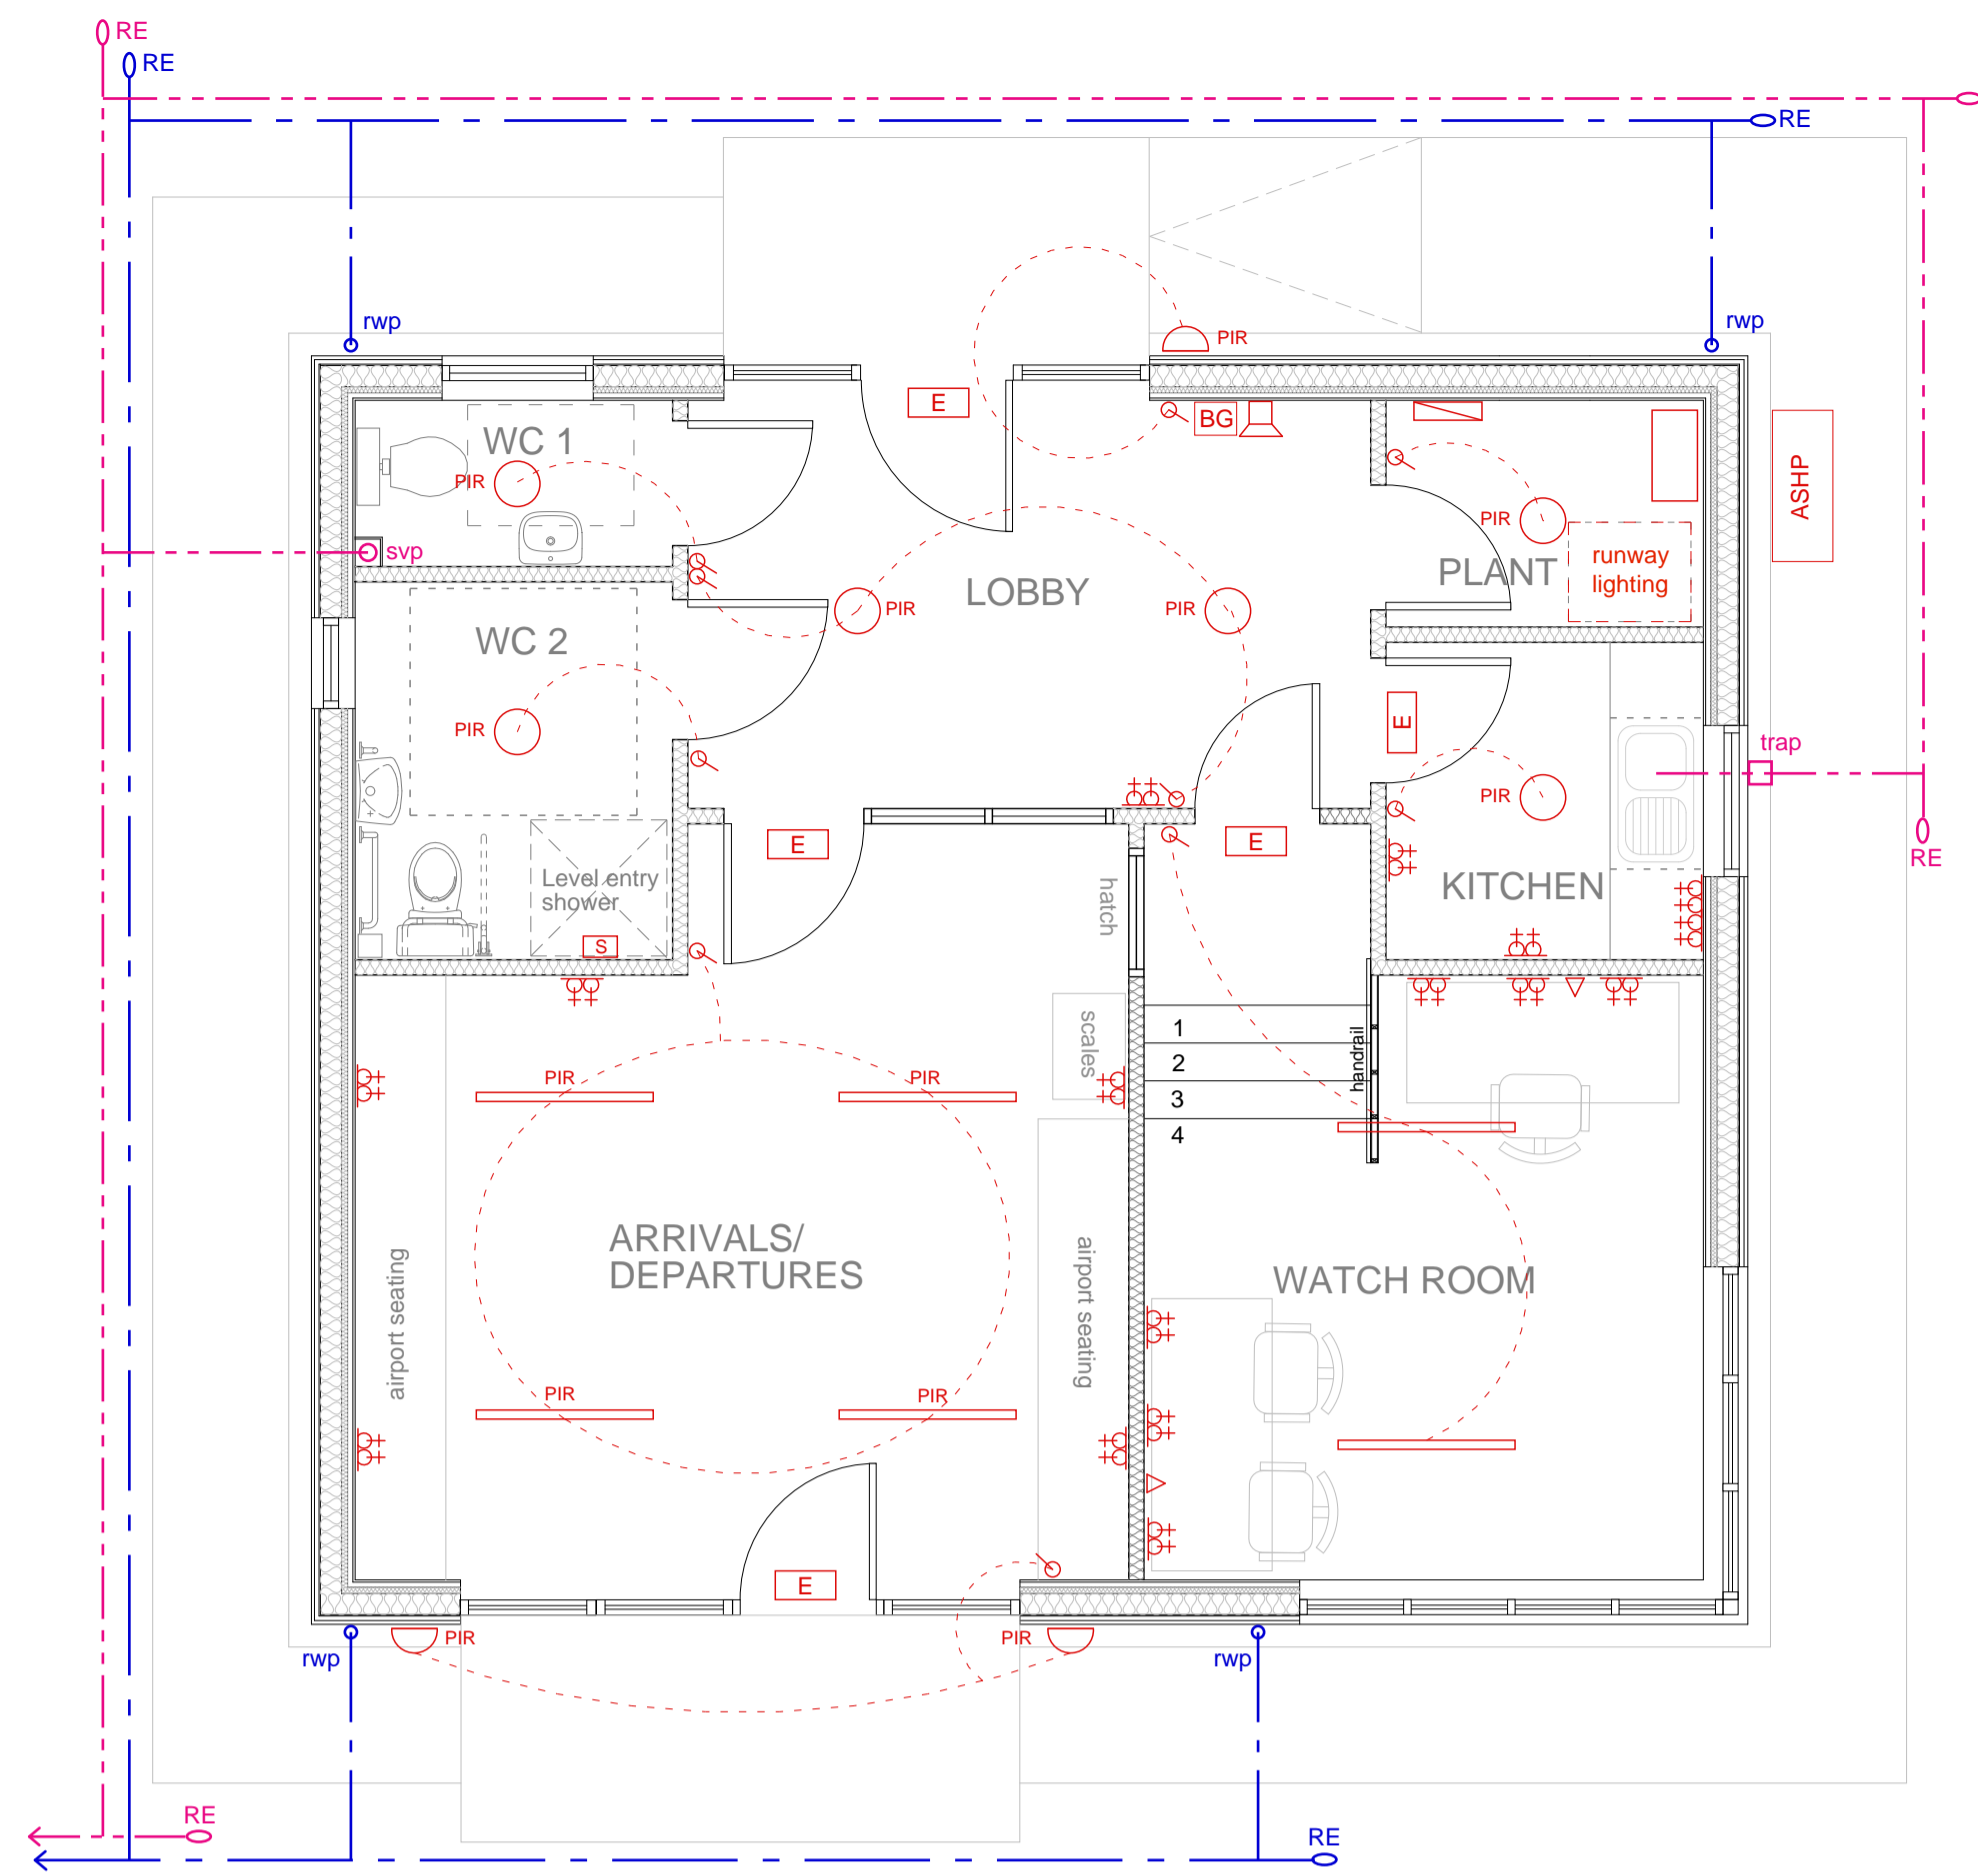 RE
RE
RE
rwp
rwp
PIR
E
BG
WC 1
PIR
ASHP
svp
PIR
runway
lighting
PLANT
LOBBY
PIR
PIR
WC 2
PIR
E
trap
PIR
E
E
RE
Level entry
shower
hatch
KITCHEN
S
scales
1
2
3
4
handrail
PIR
PIR
ARRIVALS/
DEPARTURES
airport seating
airport seating
WATCH ROOM
PIR
PIR
E
PIR
PIR
rwp
rwp
RE
RE